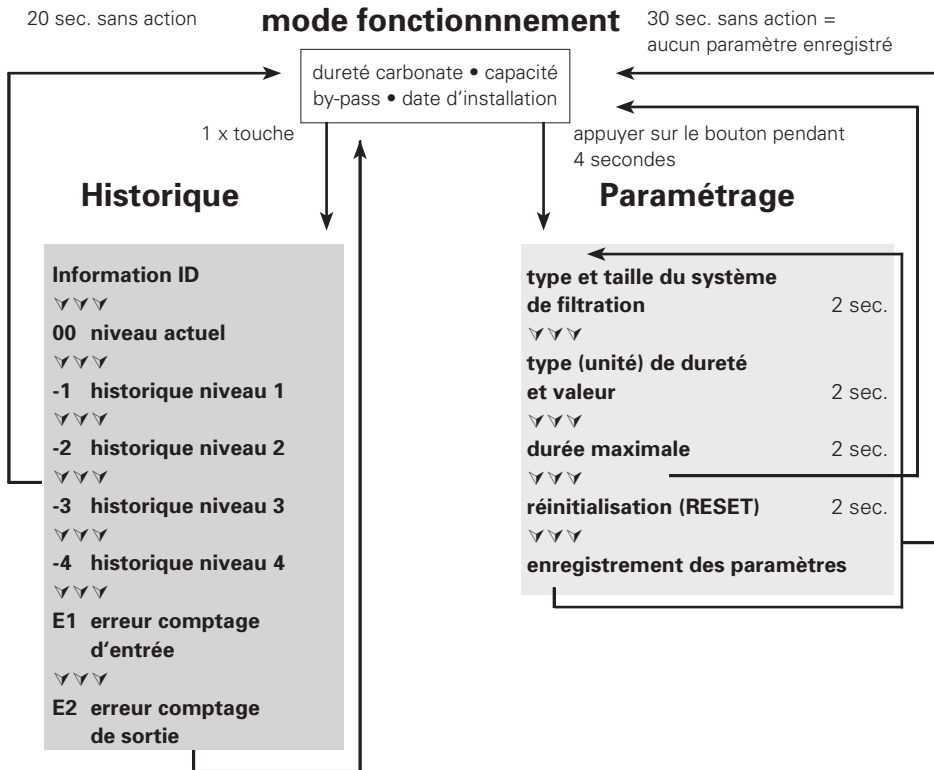 20 sec. sans action
mode fonctionnnement
30 sec. sans action =
aucun paramètre enregistré
dureté carbonate • capacité
by-pass • date d'installation
1 x touche
appuyer sur le bouton pendant
4 secondes
Historique
Information ID
00 niveau actuel
-1 historique niveau 1
-2 historique niveau 2
-3 historique niveau 3
-4 historique niveau 4
E1 erreur comptage
d‘entrée
E2 erreur comptage
de sortie
Paramétrage
type et taille du système
de filtration 2 sec.
type (unité) de dureté
et valeur 2 sec.
durée maximale 2 sec.
réinitialisation (RESET) 2 sec.
enregistrement des paramètres